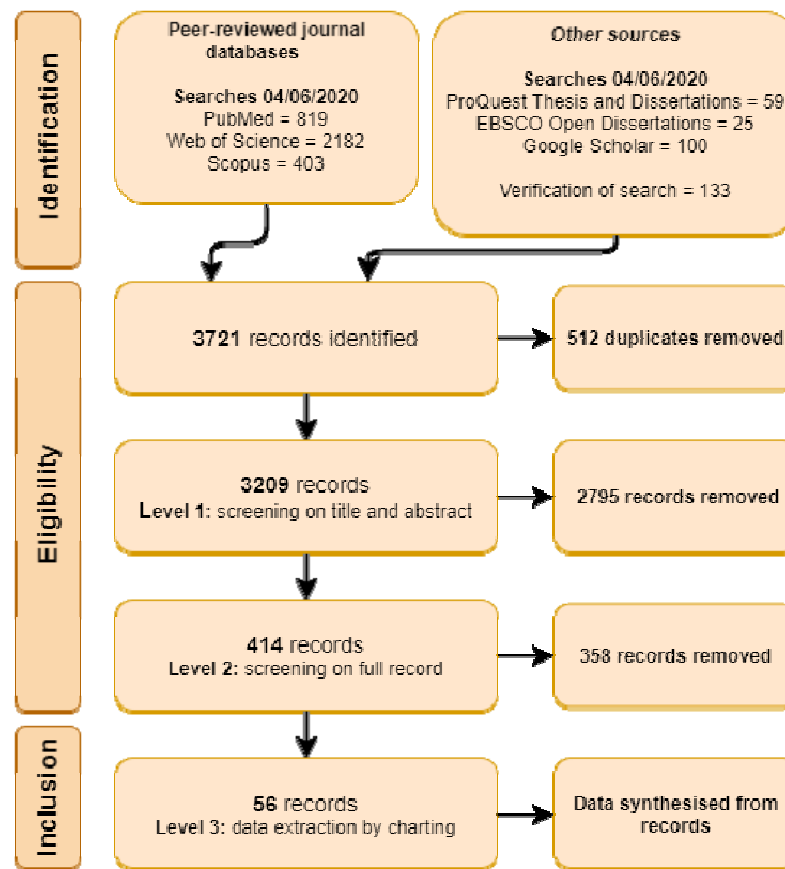 Identification
Peer-reviewed journal
databases
Searches 04/06/2020
PubMed = 819
Web of Science = 2182
Scopus = 403
Other sources
Searches 04/06/2020
ProQuest Thesis and Dissertations = 59
EBSCO Open Dissertations = 25
Google Scholar = 100
Verification of search = 133
Eligibility
3721 records identified
512 duplicates removed
3209 records
Level 1: screening on title and abstract
2795 records removed
414 records
Level 2: screening on full record
358 records removed
Inclusion
56 records
Level 3: data extraction by charting
Data synthesised from
records